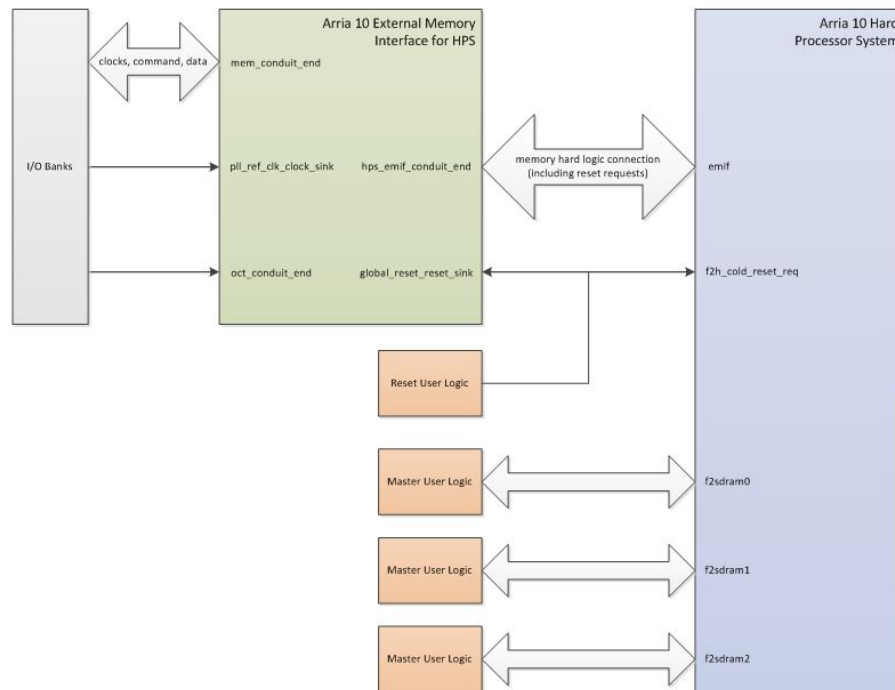 Arria 10 External Memory
Interface for HPS
Arria 10 Hard
Processor System
clocks, command, data
mem_conduit_end
I/O Banks
pll_ref_clk_clock_sink
hps_emif_conduit_end
memory hard logic connection
(including reset requests)
emif
oct_conduit_end
global_reset_reset_sink
f2h_cold_reset_req
Reset User Logic
Master User Logic
f2sdram0
Master User Logic
f2sdram1
Master User Logic
f2sdram2